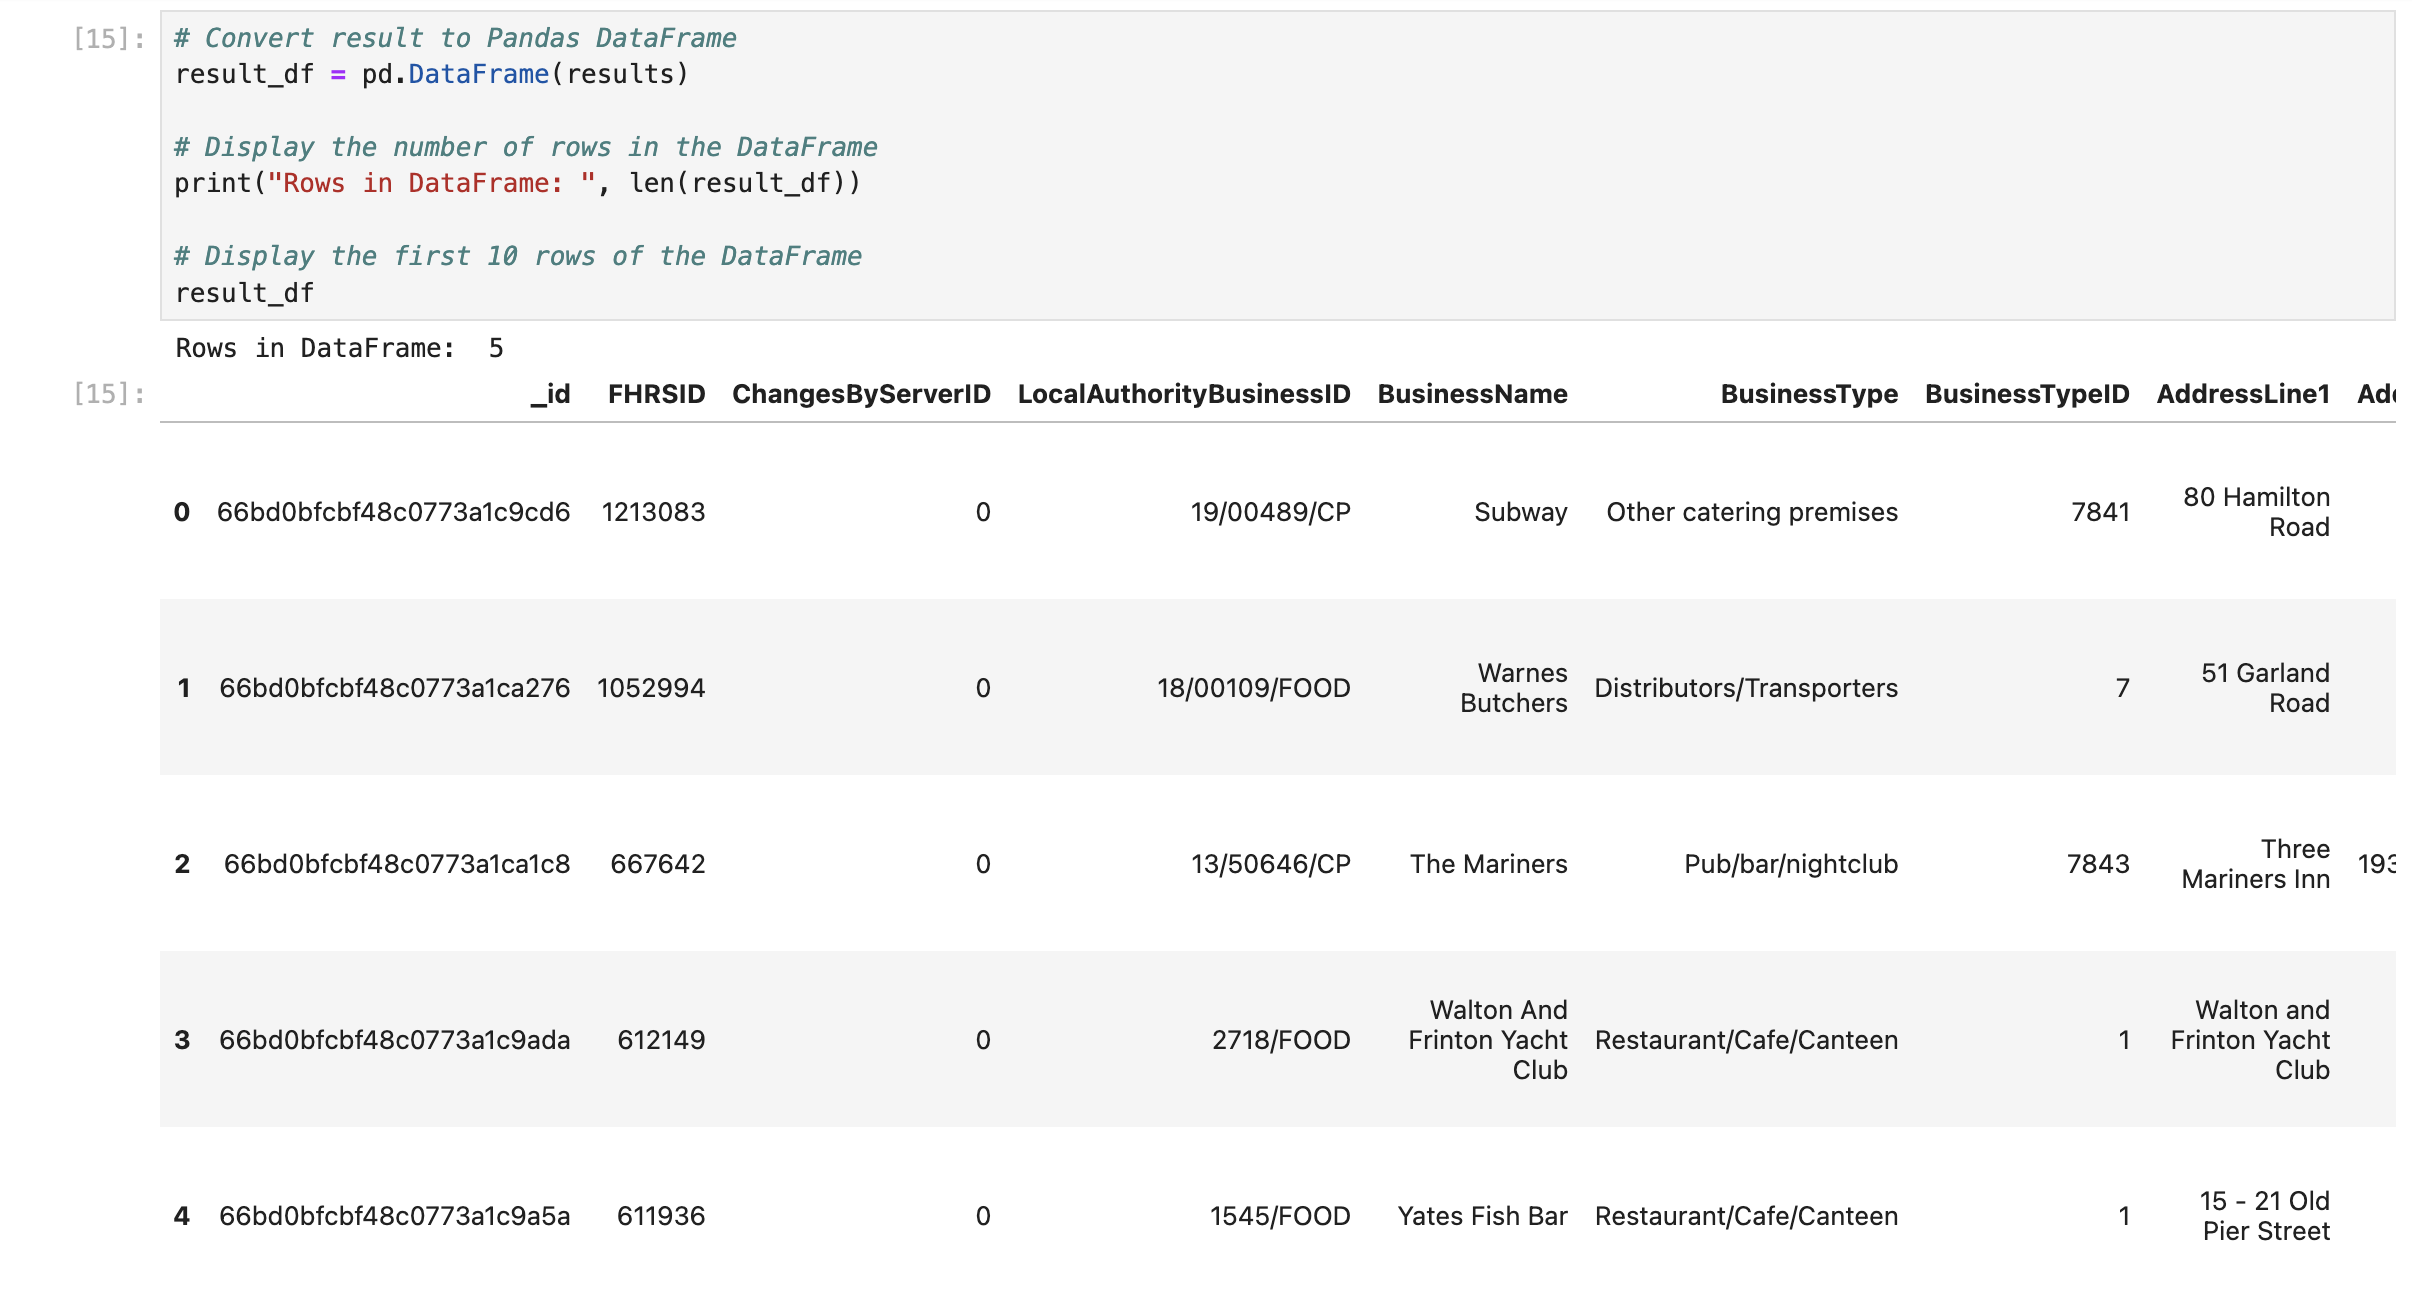 [15]:
# Convert result to Pandas DataFrame
result_df = pd.DataFrame(results)
# Display the number of rows in the DataFrame
print("Rows in DataFrame: ", len(result_df))
# Display the first 10 rows of the DataFrame
result_df
Rows in DataFrame:  5
[15]:
_id FHRSID ChangesByServerID LocalAuthorityBusinessID BusinessName BusinessType BusinessTypeID AddressLine1
0 66bd0bfcbf48c0773a1c9cd6 1213083 0 19/00489/CP Subway Other catering premises 7841 80 Hamilton
Road
1 66bd0bfcbf48c0773a1ca276 1052994 0 18/00109/FOOD Warnes
Butchers Distributors/Transporters 7 51 Garland
Road
2 66bd0bfcbf48c0773a1ca1c8 667642 0 13/50646/CP The Mariners Pub/bar/nightclub 7843 Three
Mariners Inn 193
3 66bd0bfcbf48c0773a1c9ada 612149 0 2718/FOOD Walton And
Frinton Yacht
Club Restaurant/Cafe/Canteen 1 Walton and
Frinton Yacht
Club
4 66bd0bfcbf48c0773a1c9a5a 611936 0 1545/FOOD Yates Fish Bar Restaurant/Cafe/Canteen 1 15 - 21 Old
Pier Street